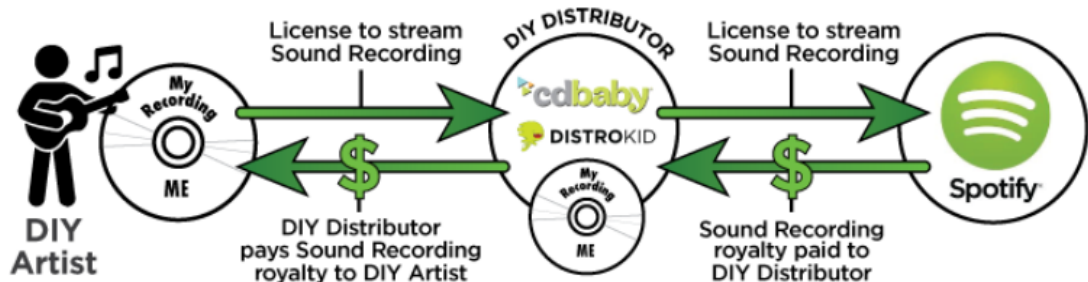 DIY
Artist
My
Recording
ME
License to stream
Sound Recording
$
DIY Distributor
pays Sound Recording
royalty to DIY Artist
DIY DISTRIBUTOR
cdbaby
DISTROKID
My
Recording
ME
License to stream
Sound Recording
$
Sound Recording
royalty paid to
DIY Distributor
Spotify